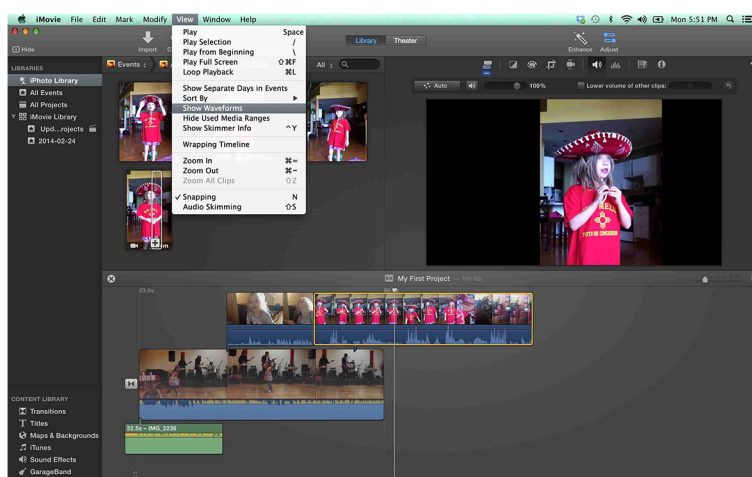 iMovie File Edit Mark Modify View Window Help
Mon 5:51 PM
Hide
Import
Library Theater
Enhance Adjust
Play Space
Play Selection /
Play from Beginning \
Play Full Screen ⇧⌘F
Loop Playback ⌘L
Show Separate Days in Events
Sort By
Show Waveforms
Hide Used Media Ranges
Show Skimmer Info ^Y
Wrapping Timeline
Zoom In ⌘=
Zoom Out ⌘−
Zoom All Clips ⇧Z
✓ Snapping N
Audio Skimming ⇧S
LIBRARIES
iPhoto Library
All Events
All Projects
iMovie Library
Upd...rojects
2014-02-24
Events
All
Auto
100%
Lower volume of other clips:
My First Project — 1m 6s
23.0s
32.5s – IMG_2236
CONTENT LIBRARY
Transitions
Titles
Maps & Backgrounds
iTunes
Sound Effects
GarageBand